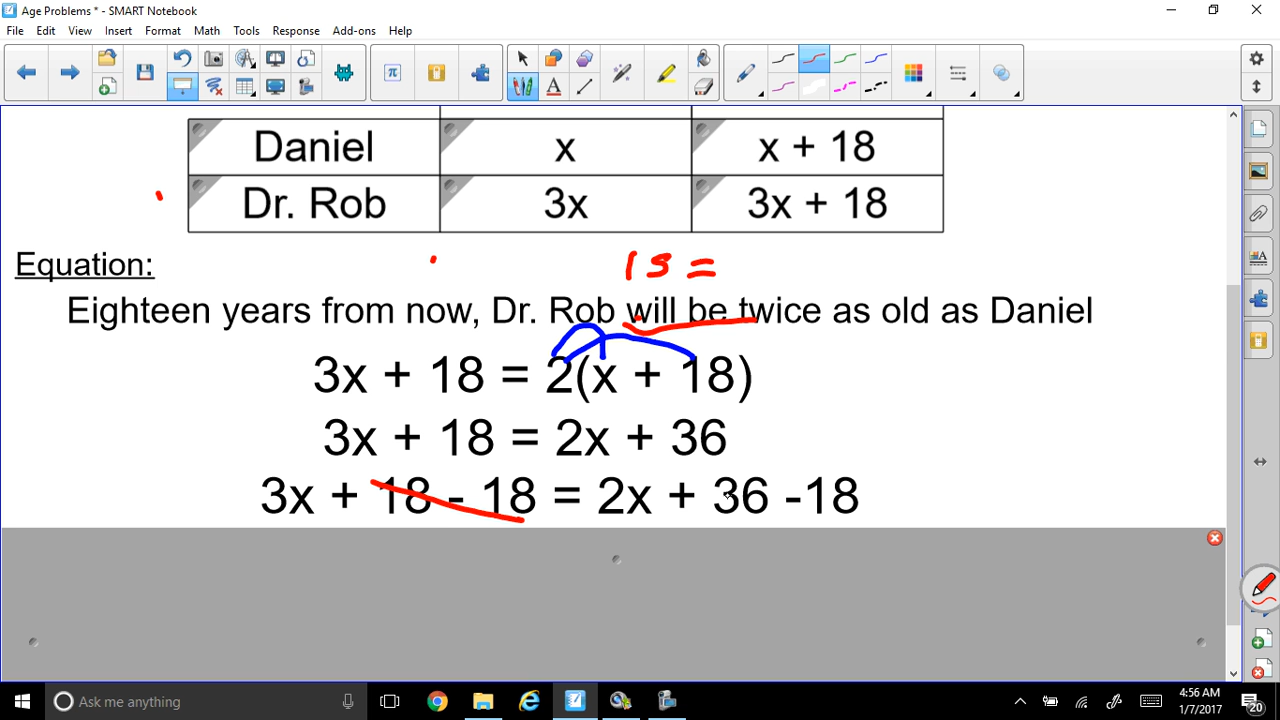 Age Problems * - SMART Notebook
File Edit View Insert Format Math Tools Response Add-ons Help
Daniel x x + 18
Dr. Rob 3x 3x + 18
Equation: is =
Eighteen years from now, Dr. Rob will be twice as old as Daniel
3x + 18 = 2(x + 18)
3x + 18 = 2x + 36
3x + 18 - 18 = 2x + 36 -18
Ask me anything
4:56 AM
1/7/2017
20